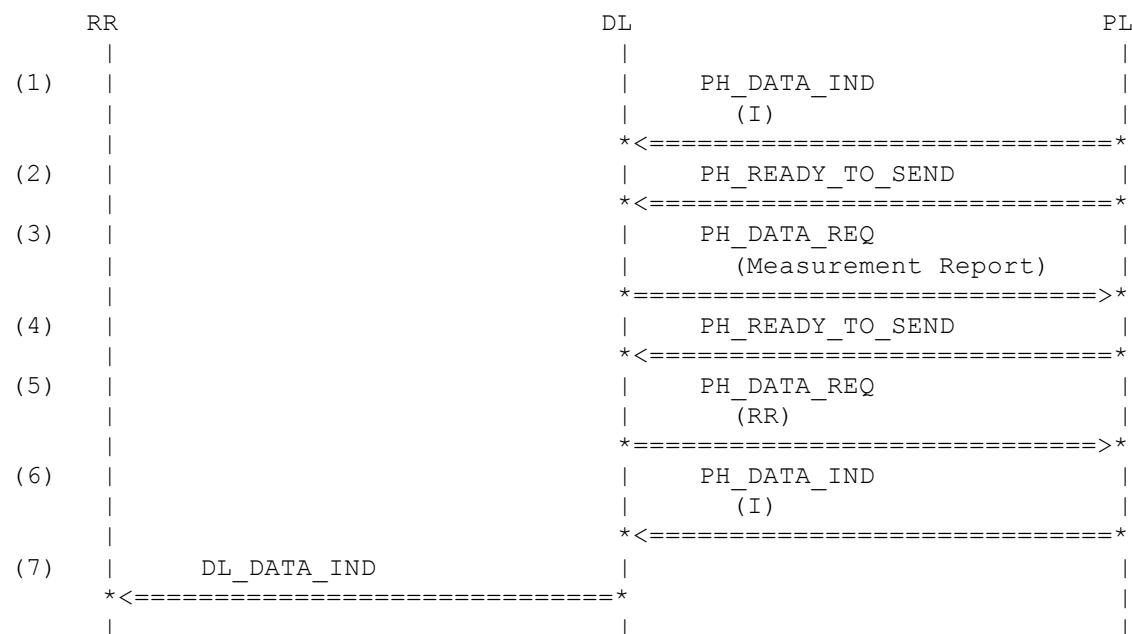 RR DL PL
| | |
(1) | | PH_DATA_IND |
| | (I) |
| *<=============================*
(2) | | PH_READY_TO_SEND |
| *<=============================*
(3) | | PH_DATA_REQ |
| | (Measurement Report) |
| *=============================>*
(4) | | PH_READY_TO_SEND |
| *<=============================*
(5) | | PH_DATA_REQ |
| | (RR) |
| *=============================>*
(6) | | PH_DATA_IND |
| | (I) |
| *<=============================*
(7) | DL_DATA_IND | |
*<==============================* |
| | |